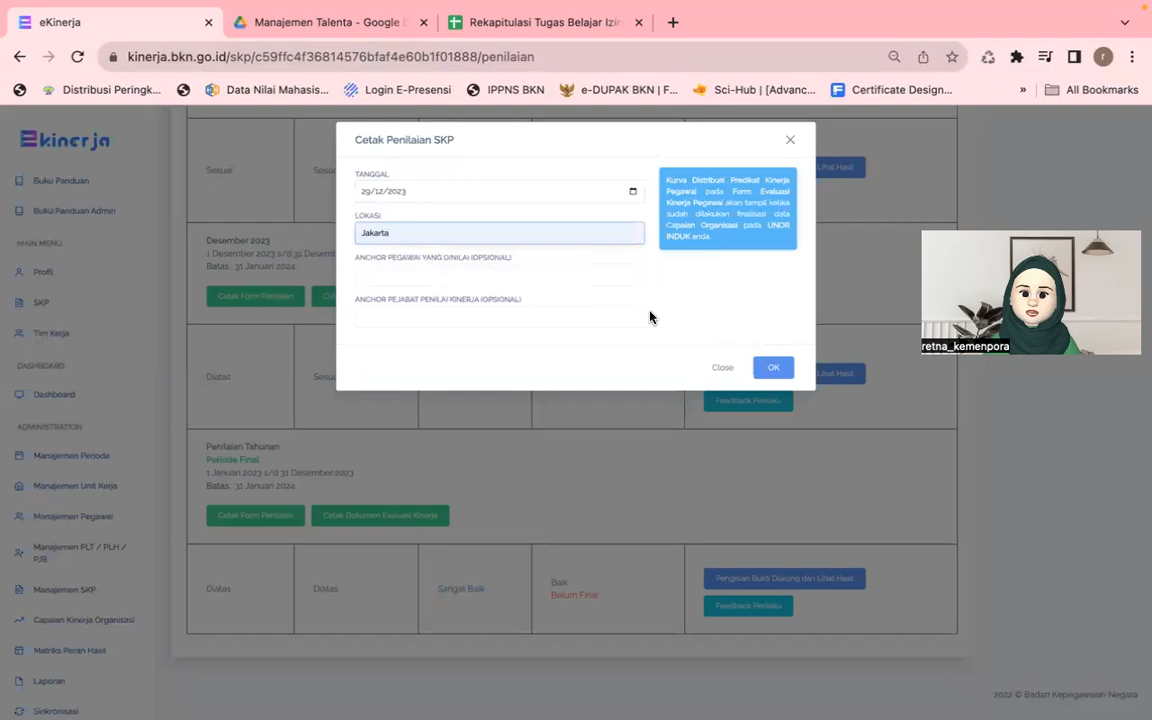 eKinerja
Manajemen Talenta - Google
Rekapitulasi Tugas Belajar Izin
kinerja.bkn.go.id/skp/c59ffc4f36814576bfaf4e60b1f01888/penilaian
r
Distribusi Peringk...
Data Nilai Mahasis...
Login E-Presensi
IPPNS BKN
e-DUPAK BKN | F...
Sci-Hub | [Advanc...
Certificate Design...
»
All Bookmarks
Ekinerja
Buku Panduan
Buku Panduan Admin
MAIN MENU
Profil
SKP
Tim Kerja
DASHBOARD
Dashboard
ADMINISTRATION
Manajemen Periode
Manajemen Unit Kerja
Manajemen Pegawai
Manajemen PLT / PLH /
PJB
Manajemen SKP
Capaian Kinerja Organisasi
Matriks Peran Hasil
Laporan
Sinkronisasi
Cetak Penilaian SKP
TANGGAL
29/12/2023
LOKASI
Jakarta
ANCHOR PEGAWAI YANG DINILAI (OPSIONAL)
ANCHOR PEJABAT PENILAI KINERJA (OPSIONAL)
Kurva Distribusi Predikat Kinerja
Pegawai pada Form Evaluasi
Kinerja Pegawai akan tampil ketika
sudah dilakukan finalisasi data
Capaian Organisasi pada UNOR
INDUK anda.
Close
OK
retna_kemenpora
Sesuai
Lihat Hasil
Desember 2023
1 Desember 2023 s/d 31 Desem
Batas : 31 Januari 2024
Cetak Form Penilaian
Diatas
Lihat Hasil
Feedback Perilaku
Penilaian Tahunan
Periode Final
1 Januari 2023 s/d 31 Desember 2023
Batas : 31 Januari 2024
Cetak Form Penilaian
Cetak Dokumen Evaluasi Kinerja
Diatas
Diatas
Sangat Baik
Baik
Belum Final
Pengisian Bukti Dukung dan Lihat Hasil
Feedback Perilaku
2022 © Badan Kepegawaian Negara